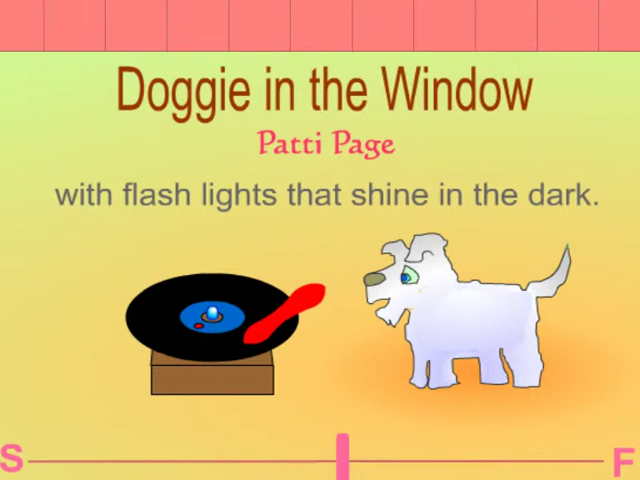 Doggie in the Window
Patti Page
with flash lights that shine in the dark.
S F